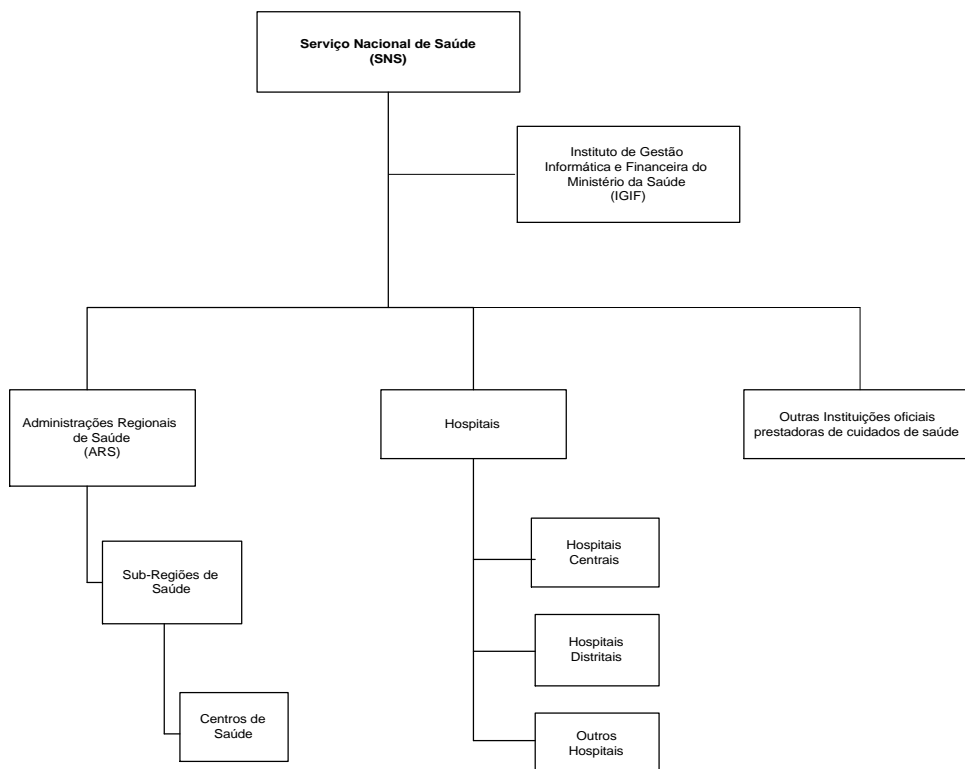 Serviço Nacional de Saúde
(SNS)
Instituto de Gestão
Informática e Financeira do
Ministério da Saúde
(IGIF)
Administrações Regionais
de Saúde
(ARS)
Hospitais
Outras Instituições oficiais
prestadoras de cuidados de saúde
Hospitais
Centrais
Sub-Regiões de
Saúde
Hospitais
Distritais
Centros de
Saúde
Outros
Hospitais